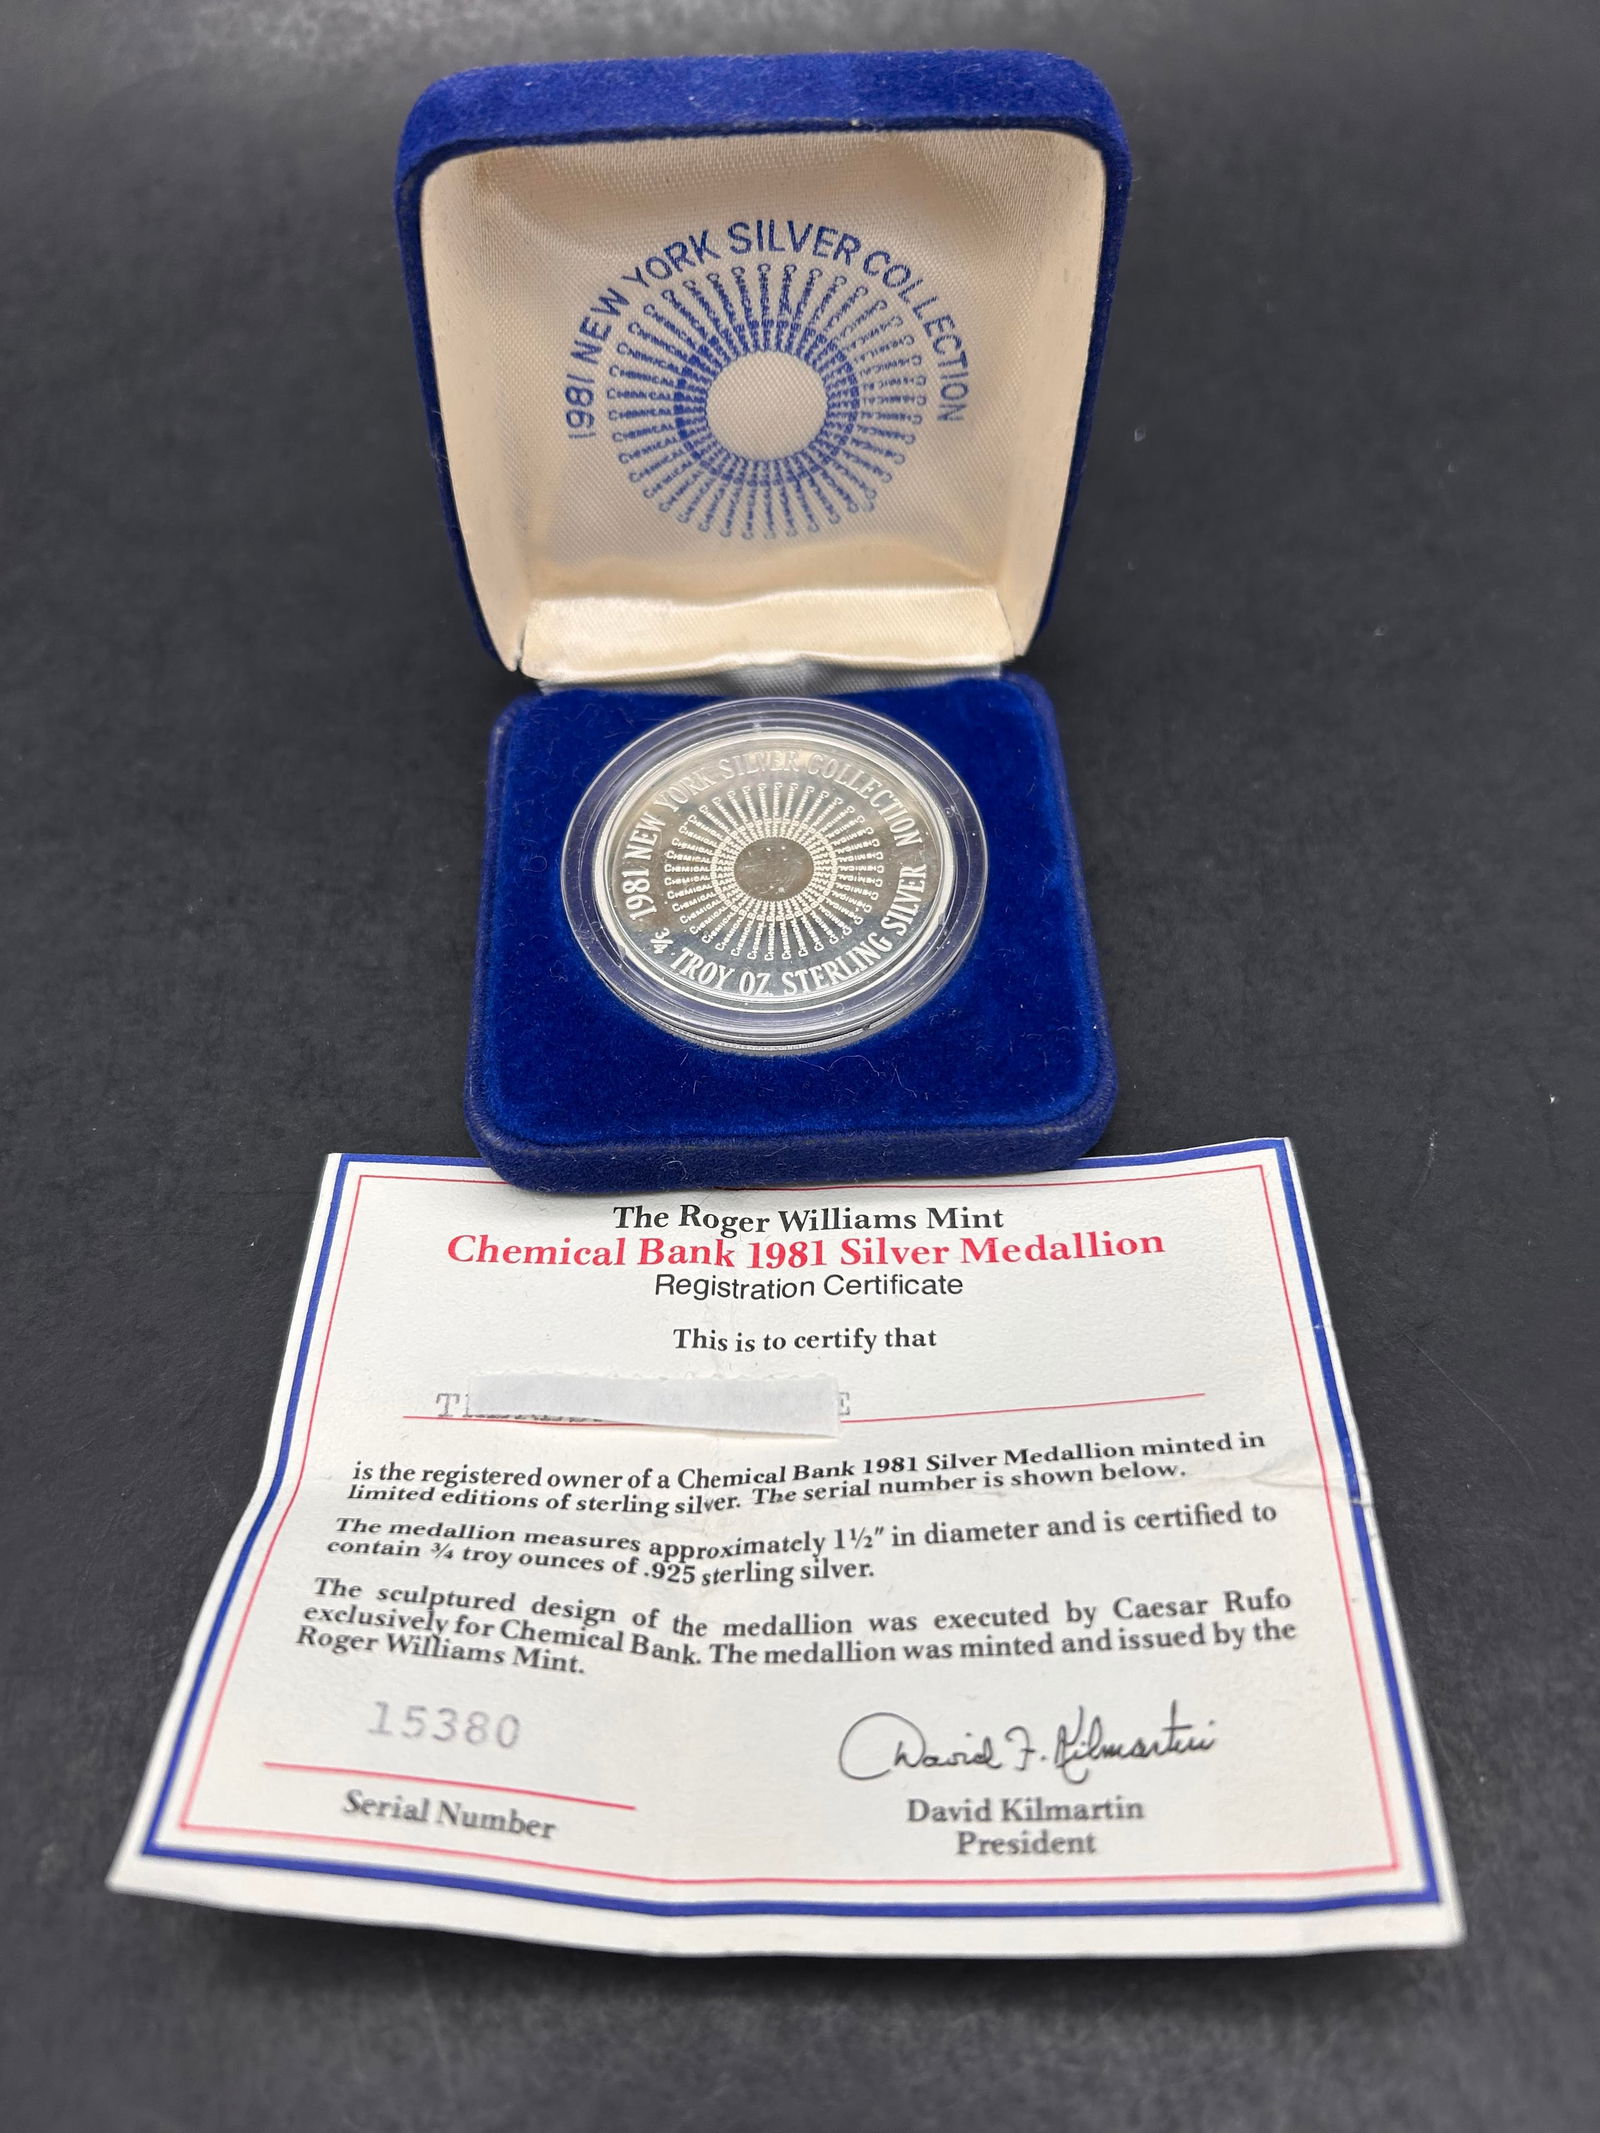 1981 NEW YORK SILVER COLLECTION
CHEMICAL
1981 NEW YORK SILVER COLLECTION
CHEMICAL
3/4 TROY OZ. STERLING SILVER
The Roger Williams Mint
Chemical Bank 1981 Silver Medallion
Registration Certificate
This is to certify that
is the registered owner of a Chemical Bank 1981 Silver Medallion minted in
limited editions of sterling silver. The serial number is shown below.
The medallion measures approximately 1½" in diameter and is certified to
contain ¾ troy ounces of .925 sterling silver.
The sculptured design of the medallion was executed by Caesar Rufo
exclusively for Chemical Bank. The medallion was minted and issued by the
Roger Williams Mint.
15380
David F. Kilmartin
Serial Number
David Kilmartin
President